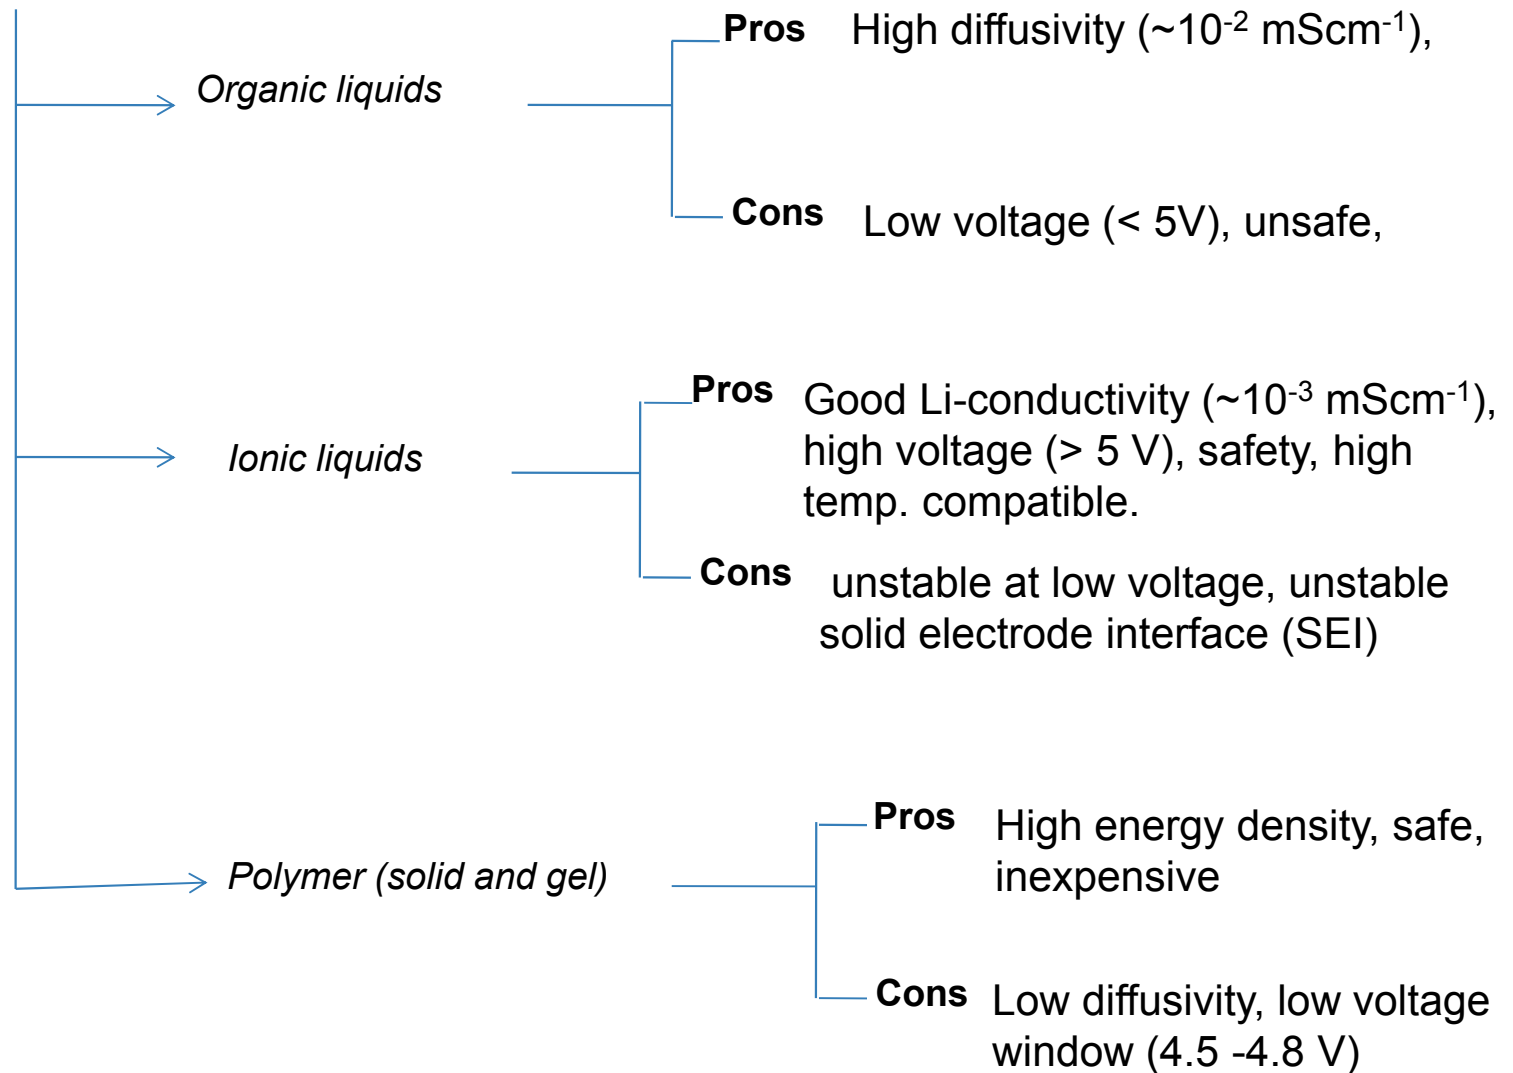 Pros High diffusivity (~10⁻² mScm⁻¹),
Organic liquids
Cons Low voltage (< 5V), unsafe,
Pros Good Li-conductivity (~10⁻³ mScm⁻¹),
high voltage (> 5 V), safety, high
temp. compatible.
Ionic liquids
Cons unstable at low voltage, unstable
solid electrode interface (SEI)
Pros High energy density, safe,
inexpensive
Polymer (solid and gel)
Cons Low diffusivity, low voltage
window (4.5 -4.8 V)